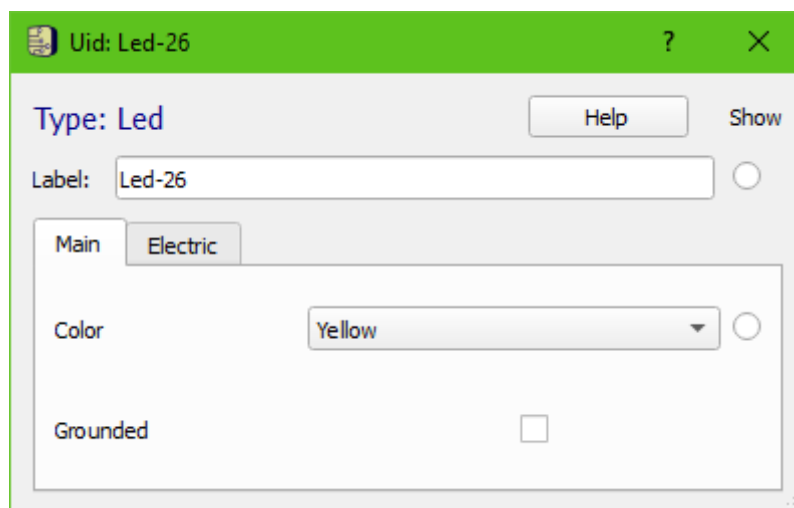 Uid: Led-26 ?
Type: Led Help Show
Label: Led-26
Main Electric
Color Yellow
Grounded